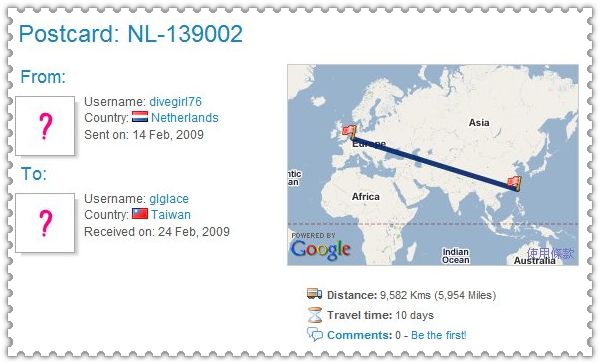 Postcard: NL-139002
From:
?
Username: divegirl76
Country: Netherlands
Sent on: 14 Feb, 2009
To:
?
Username: glglace
Country: Taiwan
Received on: 24 Feb, 2009
Asia
Europe
ntic
an
Africa
POWERED BY
Google
Indian
Ocean
使用條款
Australia
Distance: 9,582 Kms (5,954 Miles)
Travel time: 10 days
Comments: 0 - Be the first!